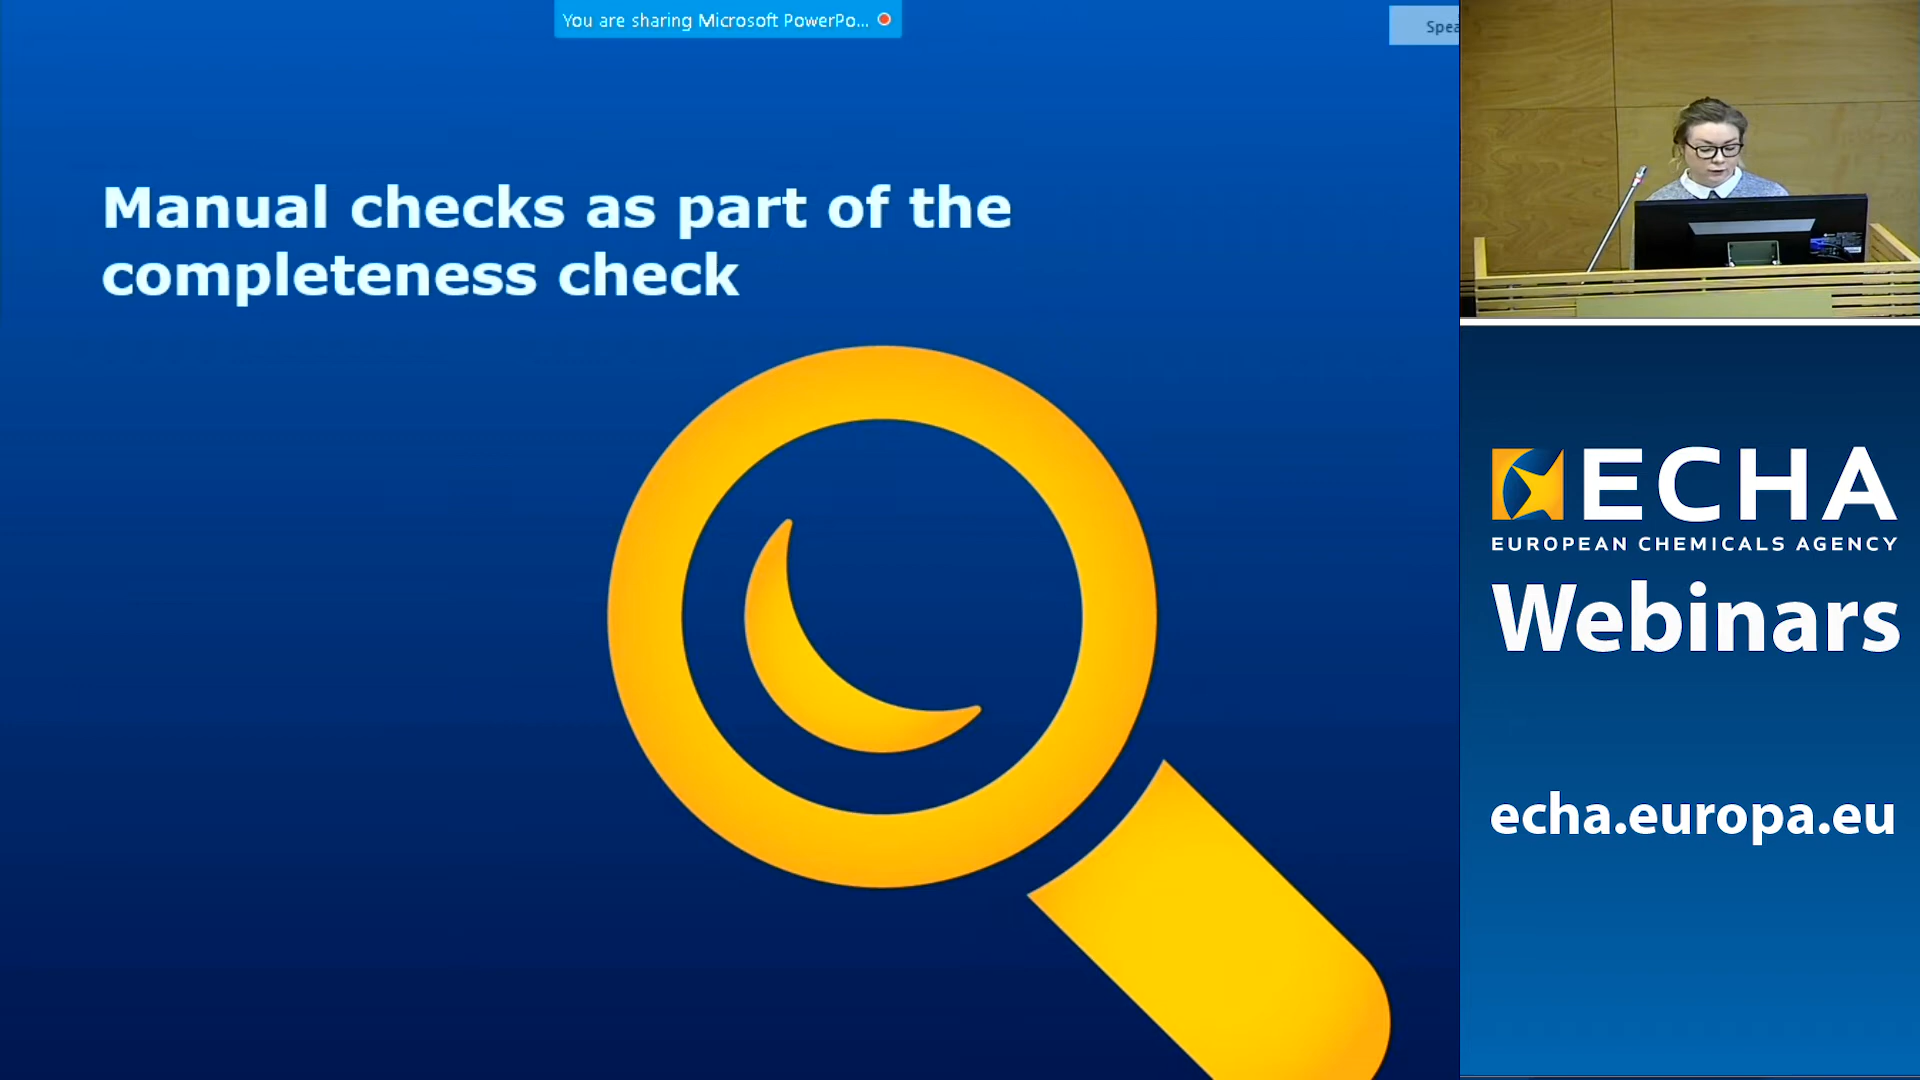 You are sharing Microsoft PowerPo...
Manual checks as part of the
completeness check
ECHA
EUROPEAN CHEMICALS AGENCY
Webinars
echa.europa.eu